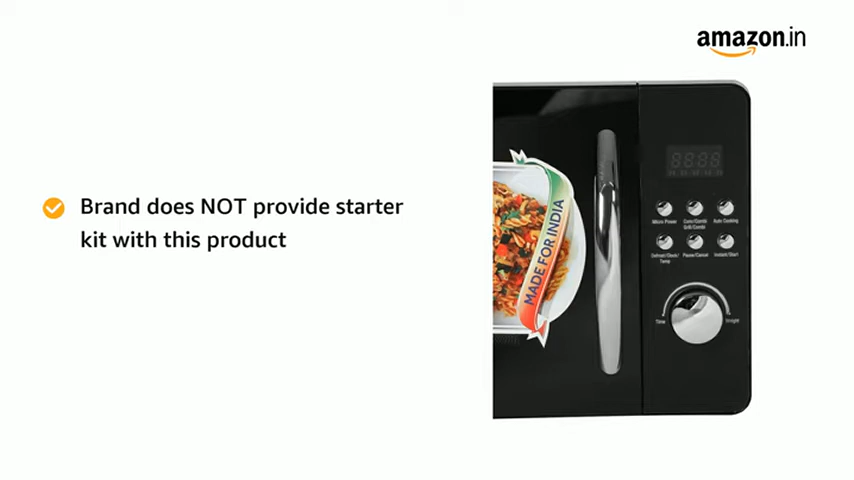 amazon.in
Brand does NOT provide starter
kit with this product
MADE FOR INDIA
Micro Power
Conv/Combi
Grill/Combi
Auto Cooking
Defrost/Clock/
Temp
Pause/Cancel
Instant/Start
Time
Weight